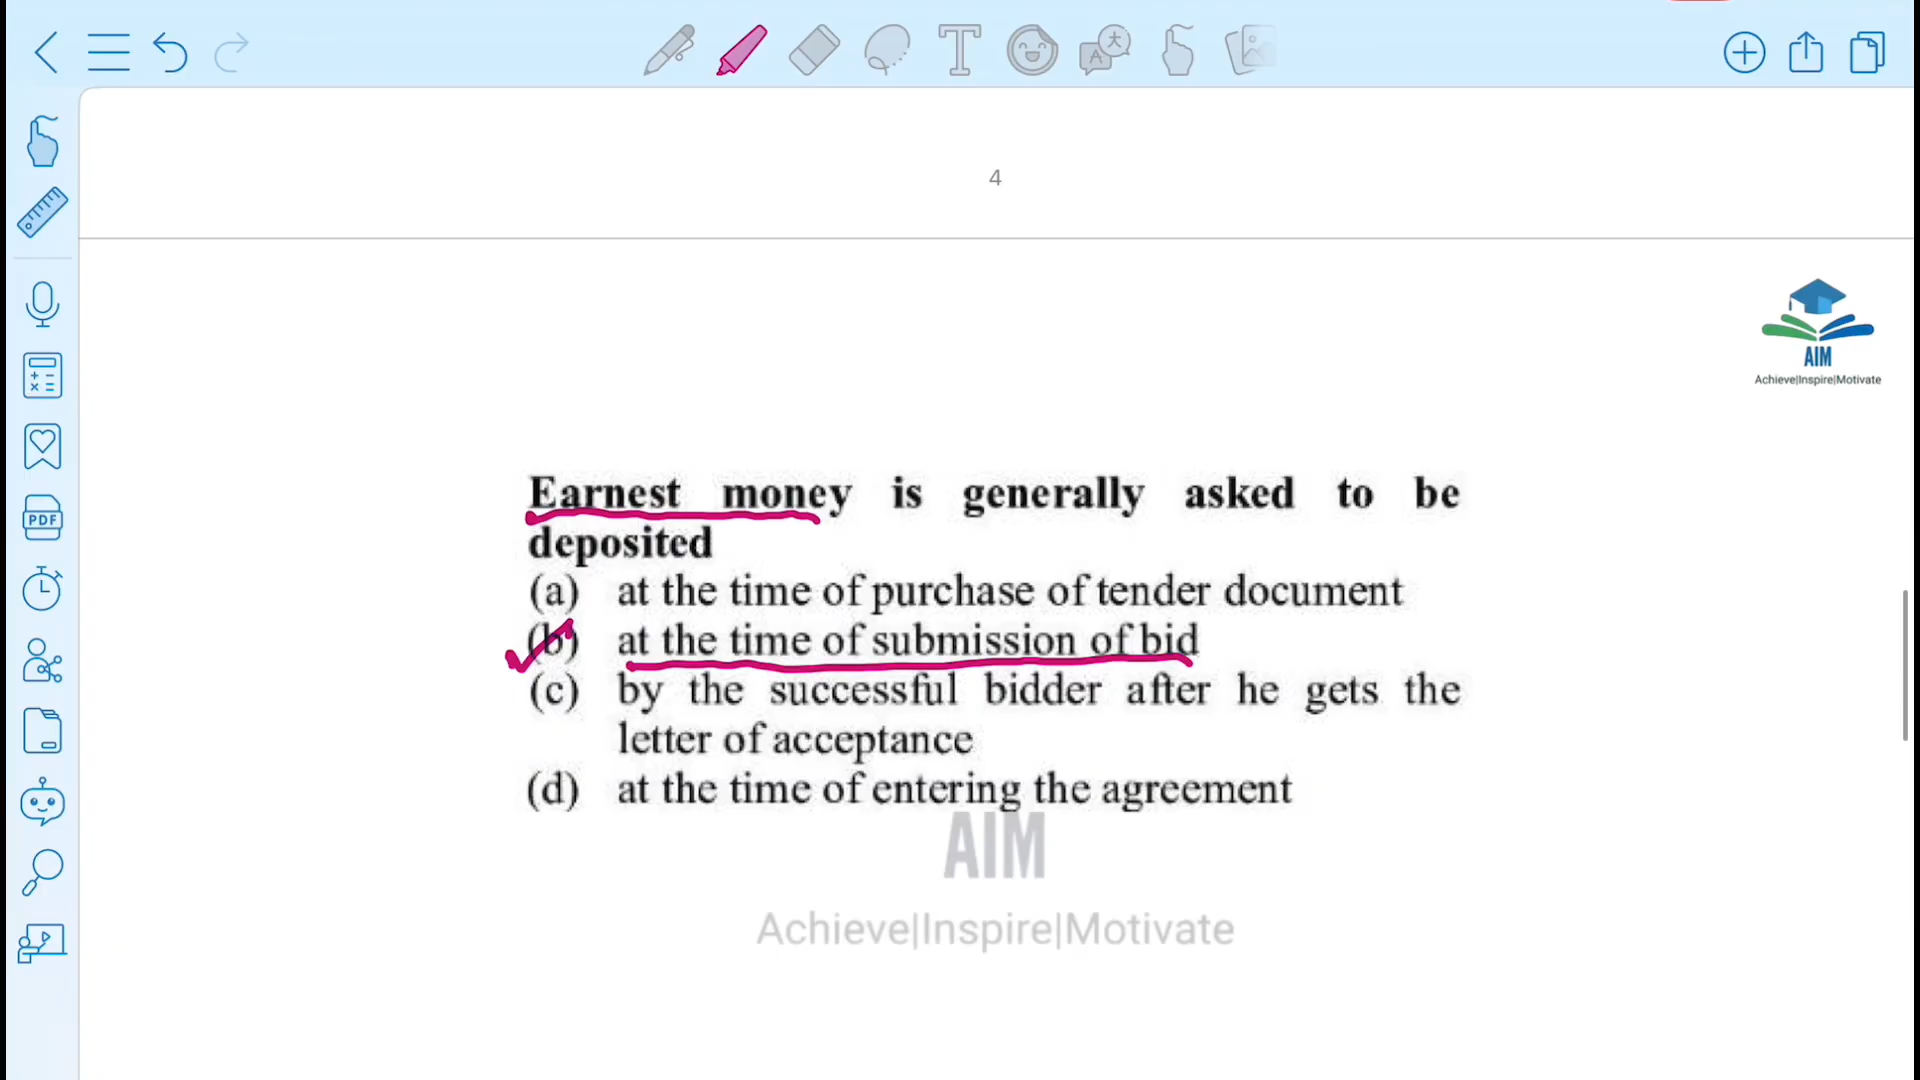 4
AIM
Achieve|Inspire|Motivate
Earnest money is generally asked to be
deposited
(a) at the time of purchase of tender document
(b) at the time of submission of bid
(c) by the successful bidder after he gets the
letter of acceptance
(d) at the time of entering the agreement
AIM
Achieve|Inspire|Motivate
PDF
T
A